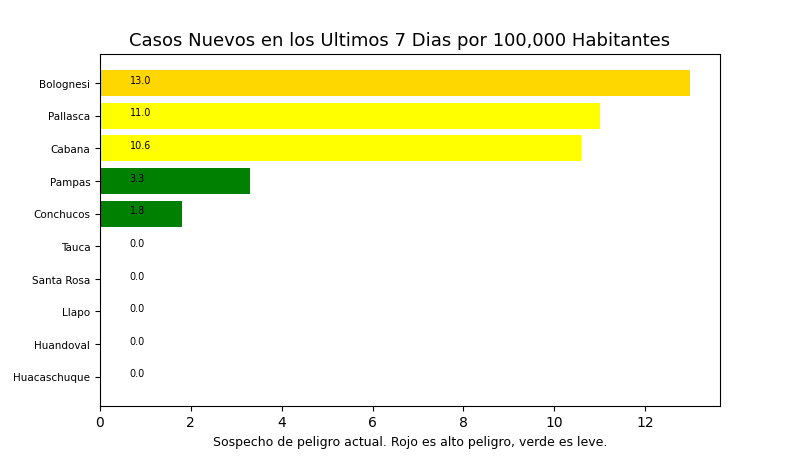 Casos Nuevos en los Ultimos 7 Dias por 100,000 Habitantes
Bolognesi 13.0
Pallasca 11.0
Cabana 10.6
Pampas 3.3
Conchucos 1.8
Tauca 0.0
Santa Rosa 0.0
Llapo 0.0
Huandoval 0.0
Huacaschuque 0.0
0 2 4 6 8 10 12
Sospecho de peligro actual. Rojo es alto peligro, verde es leve.